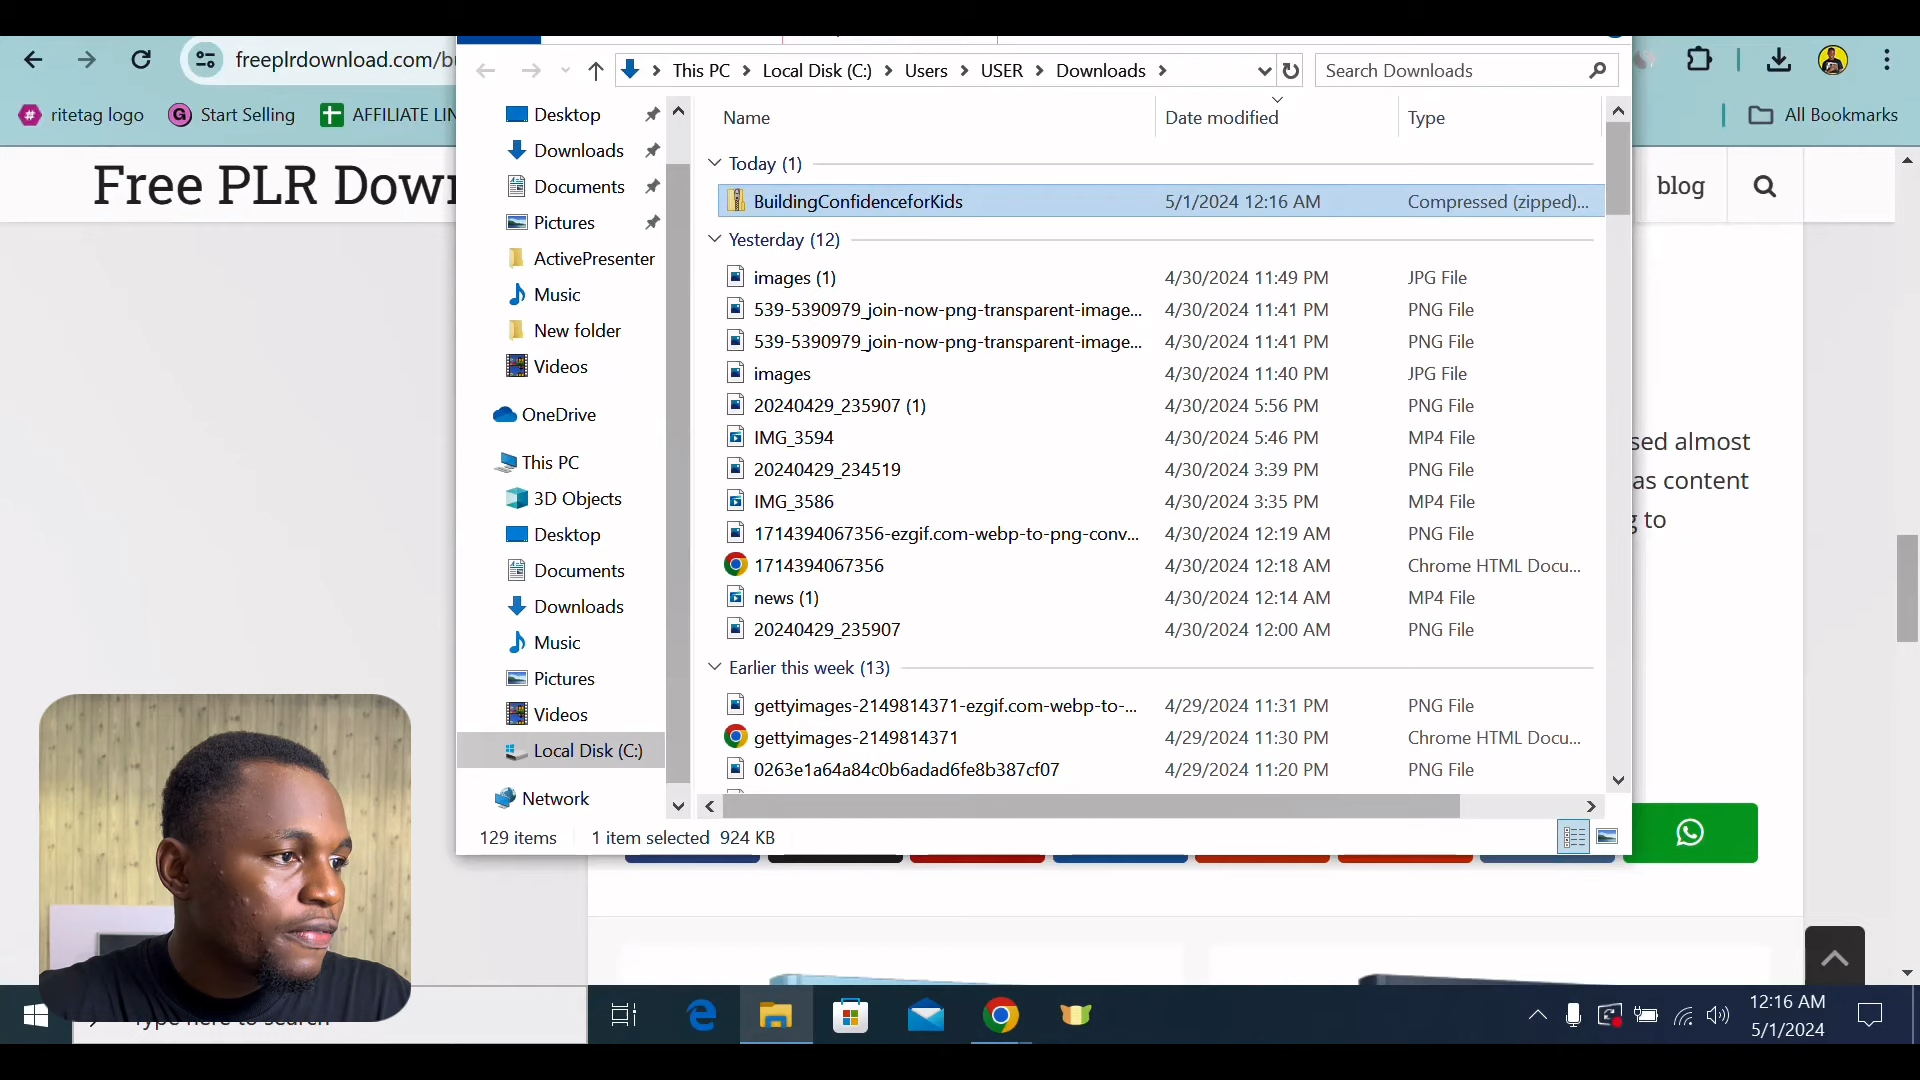 freeplrdownload.com/b
This PC
Local Disk (C:)
Users
USER
Downloads
Search Downloads
ritetag logo
Start Selling
AFFILIATE LIN
All Bookmarks
Free PLR Dow
blog
Desktop
Downloads
Documents
Pictures
ActivePresenter
Music
New folder
Videos
OneDrive
This PC
3D Objects
Desktop
Documents
Downloads
Music
Pictures
Videos
Local Disk (C:)
Network
Name Date modified Type
Today (1)
BuildingConfidenceforKids 5/1/2024 12:16 AM Compressed (zipped)...
Yesterday (12)
images (1) 4/30/2024 11:49 PM JPG File
539-5390979_join-now-png-transparent-image... 4/30/2024 11:41 PM PNG File
539-5390979_join-now-png-transparent-image... 4/30/2024 11:41 PM PNG File
images 4/30/2024 11:40 PM JPG File
20240429_235907 (1) 4/30/2024 5:56 PM PNG File
IMG_3594 4/30/2024 5:46 PM MP4 File
20240429_234519 4/30/2024 3:39 PM PNG File
IMG_3586 4/30/2024 3:35 PM MP4 File
1714394067356-ezgif.com-webp-to-png-conv... 4/30/2024 12:19 AM PNG File
1714394067356 4/30/2024 12:18 AM Chrome HTML Docu...
news (1) 4/30/2024 12:14 AM MP4 File
20240429_235907 4/30/2024 12:00 AM PNG File
Earlier this week (13)
gettyimages-2149814371-ezgif.com-webp-to-... 4/29/2024 11:31 PM PNG File
gettyimages-2149814371 4/29/2024 11:30 PM Chrome HTML Docu...
0263e1a64a84c0b6adad6fe8b387cf07 4/29/2024 11:20 PM PNG File
129 items 1 item selected 924 KB
sed almost
as content
g to
Type here to search
12:16 AM
5/1/2024